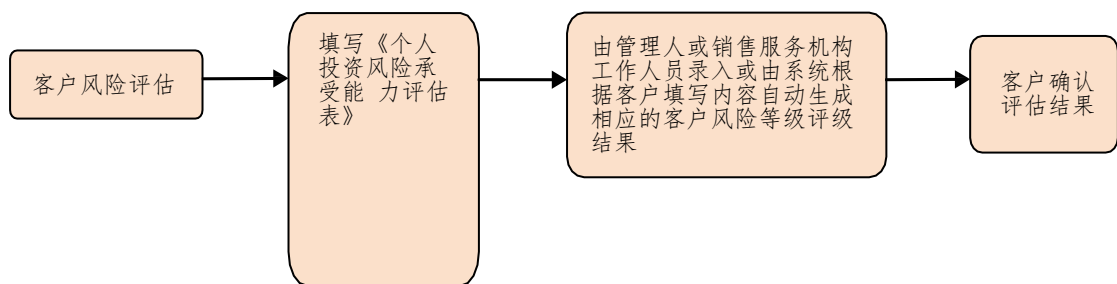 客户风险评估
填写《个人
投资风险承
受能 力评估
表》
由管理人或销售服务机构
工作人员录入或由系统根
据客户填写内容自动生成
相应的客户风险等级评级
结果
客户确认
评估结果